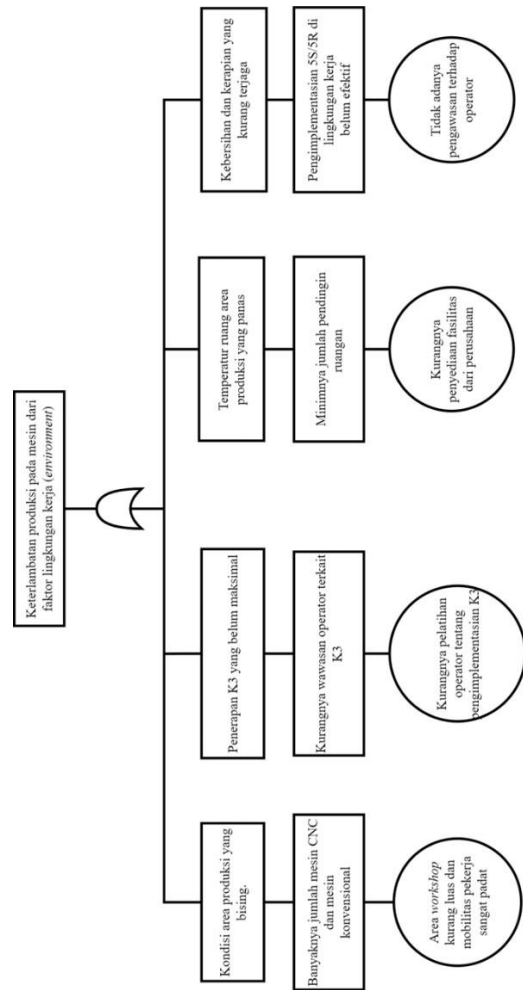 Keterlambatan produksi pada mesin dari
faktor lingkungan kerja (environment)
Kondisi area produksi yang
bising.
Penerapan K3 yang belum maksimal
Temperatur ruang area
produksi yang panas
Kebersihan dan kerapian yang
kurang terjaga
Banyaknya jumlah mesin CNC
dan mesin
konvensional
Kurangnya wawasan operator terkait
K3
Minimnya jumlah pendingin
ruangan
Pengimplementasian 5S/5R di
lingkungan kerja
belum efektif
Area workshop
kurang luas dan
mobilitas pekerja
sangat padat
Kurangnya pelatihan
operator tentang
pengimplementasian K3
Kurangnya
penyediaan fasilitas
dari perusahaan
Tidak adanya
pengawasan terhadap
operator